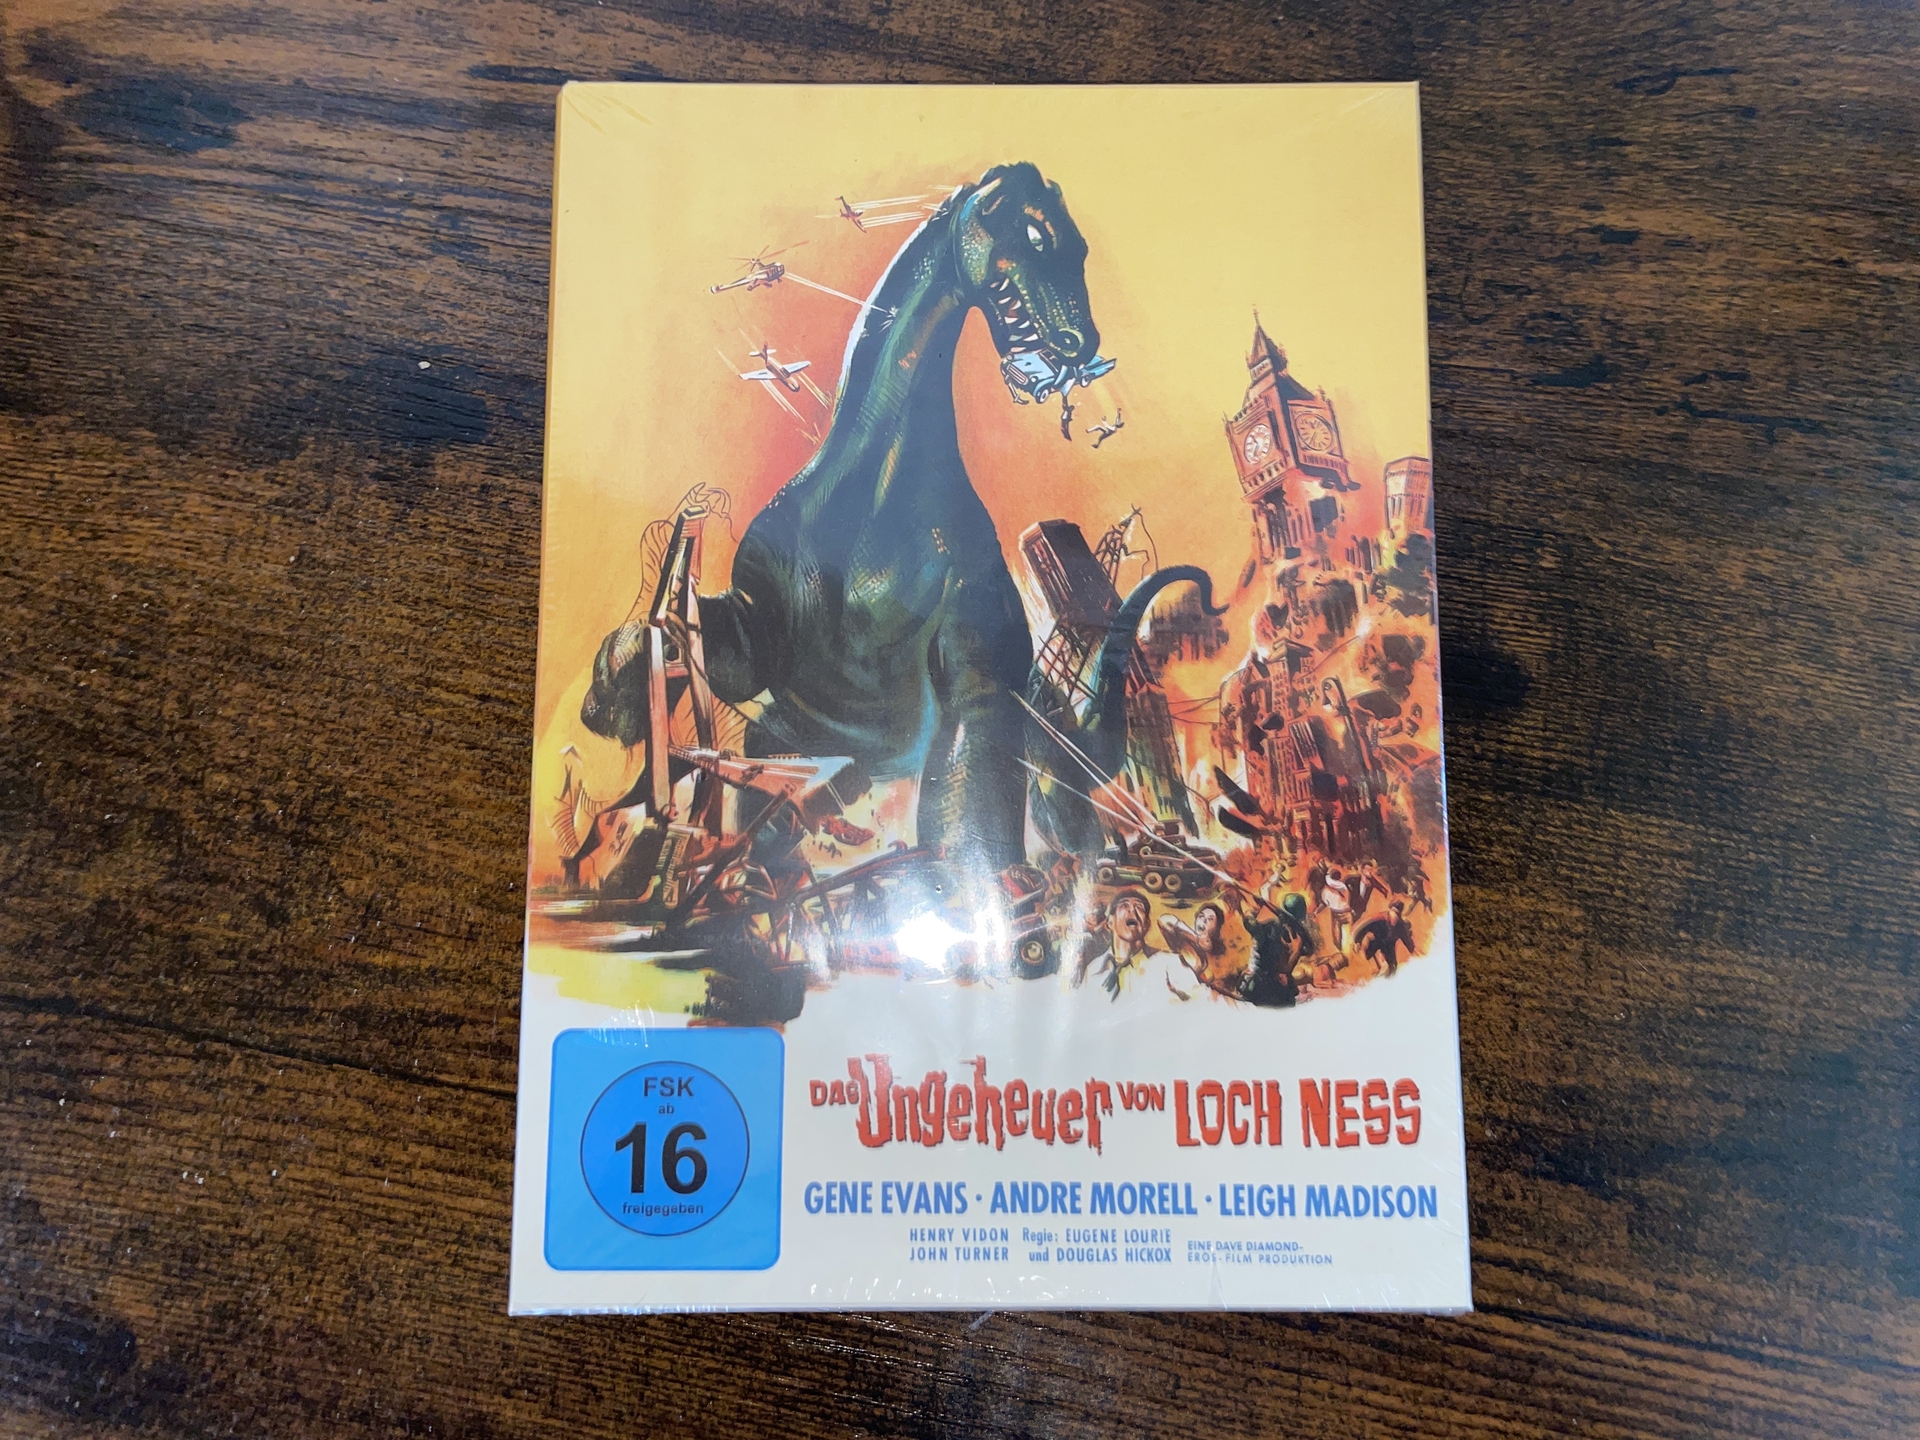 FSK
ab
16
freigegeben
DAS Ungeheuer VON LOCH NESS
GENE EVANS · ANDRE MORELL · LEIGH MADISON
HENRY VIDON
JOHN TURNER
Regie: EUGENE LOURIE
und DOUGLAS HICKOX
EINE DAVE DIAMOND-
EROS-FILM PRODUKTION